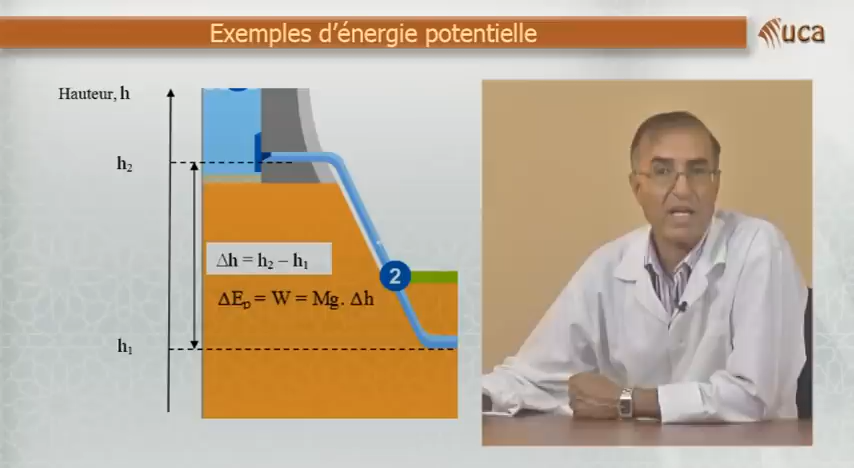 Exemples d'énergie potentielle
uca
Hauteur, h
h₂
Δh = h₂ – h₁
2
ΔEₚ = W = Mg. Δh
h₁